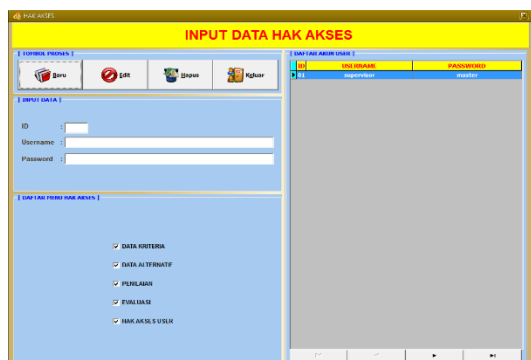 HAK AKSES
INPUT DATA HAK AKSES
[ TOMBOL PROSES ]
Baru
Edit
Hapus
Keluar
[ INPUT DATA ]
ID :
Username :
Password :
[ DAFTAR MENU HAK AKSES ]
DATA KRITERIA
DATA ALTERNATIF
PENILAIAN
EVALUASI
HAK AKSES USER
[ DAFTAR AKUN USER ]
ID USERNAME PASSWORD
01 supervisor master